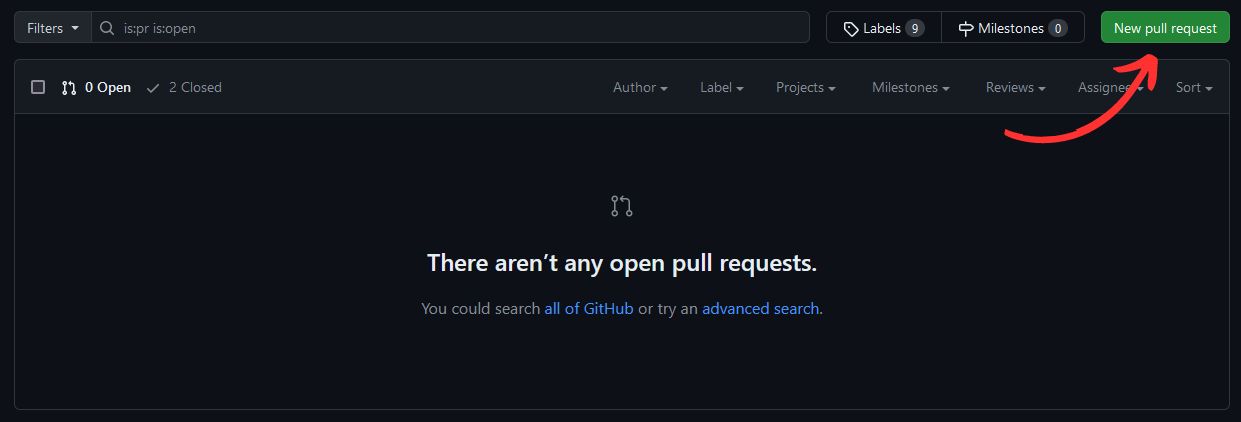 Filters is:pr is:open Labels 9 Milestones 0 New pull request
0 Open 2 Closed Author Label Projects Milestones Reviews Assignee Sort
There aren’t any open pull requests.
You could search all of GitHub or try an advanced search.